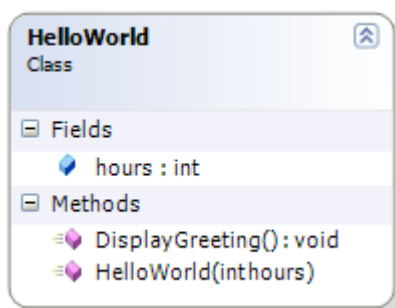 HelloWorld
Class
Fields
hours : int
Methods
DisplayGreeting() : void
HelloWorld(inthours)